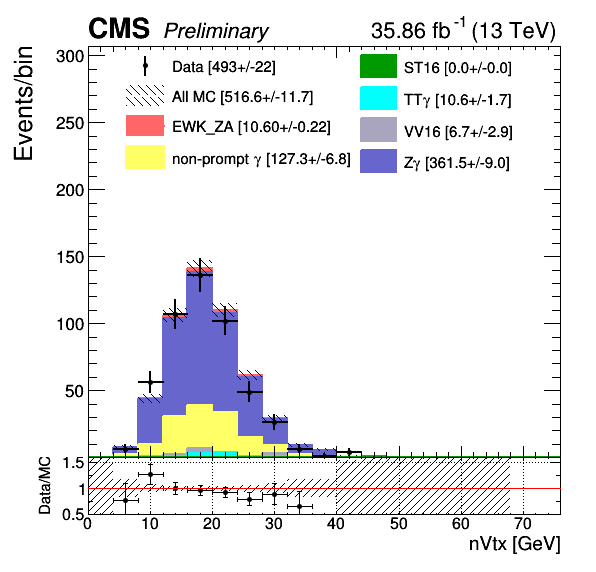 CMS Preliminary 35.86 fb⁻¹ (13 TeV)
Events/bin
300
250
200
150
100
50
Data [493+/-22]
All MC [516.6+/-11.7]
EWK_ZA [10.60+/-0.22]
non-prompt γ [127.3+/-6.8]
ST16 [0.0+/-0.0]
TTγ [10.6+/-1.7]
VV16 [6.7+/-2.9]
Zγ [361.5+/-9.0]
Data/MC
1.5
1
0.5
0 10 20 30 40 50 60 70
nVtx [GeV]